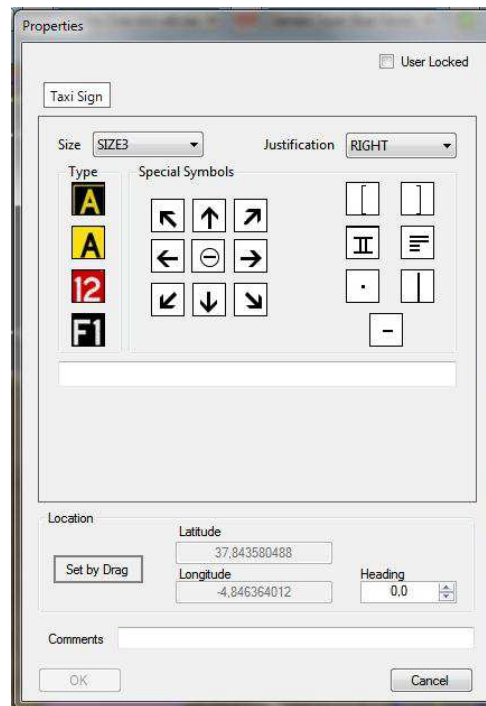 Properties
User Locked
Taxi Sign
Size SIZE3 Justification RIGHT
Type Special Symbols
A
A
12
F1
Location
Latitude
37,843580488
Set by Drag
Longitude
-4,846364012
Heading
0,0
Comments
OK Cancel